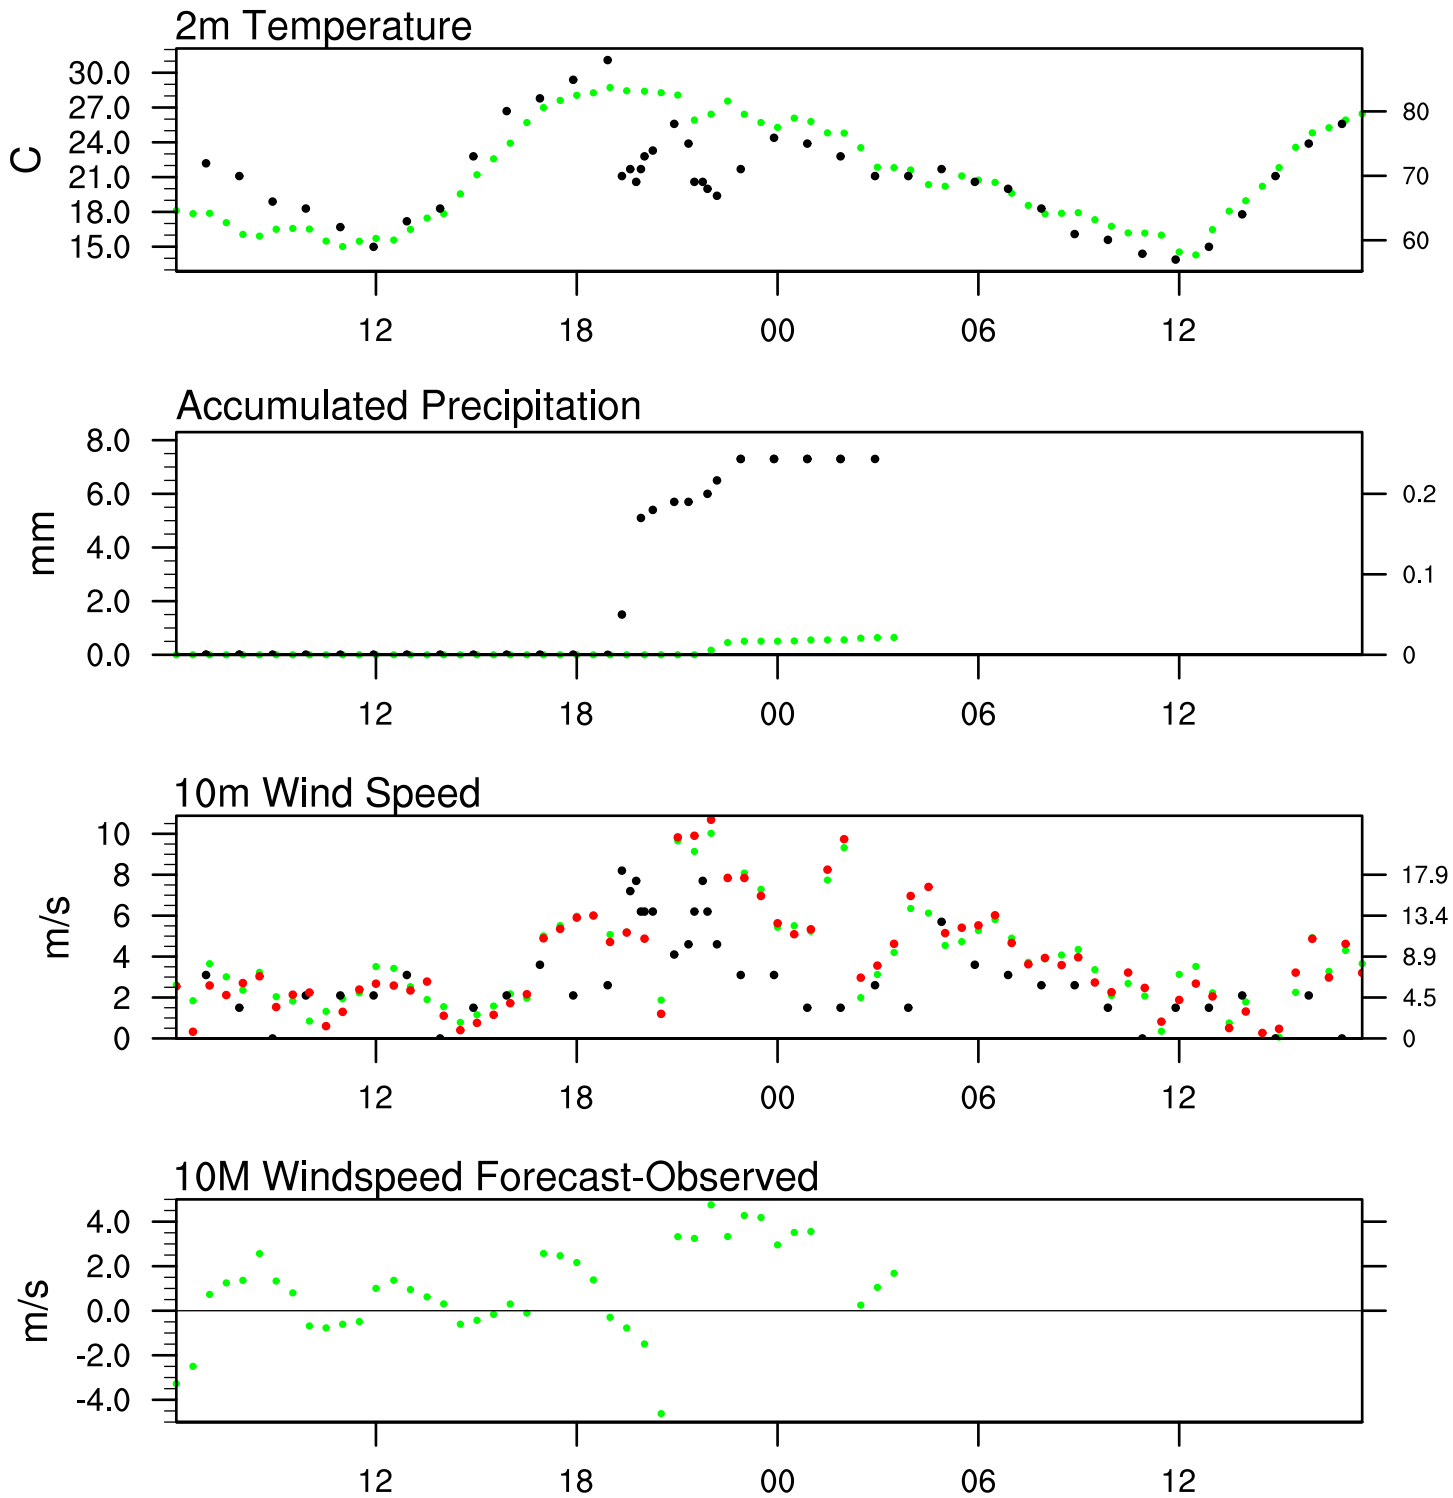 2m Temperature
30.0
27.0
24.0
21.0
18.0
15.0
C
80
70
60
12 18 00 06 12
Accumulated Precipitation
8.0
6.0
4.0
2.0
0.0
mm
0.2
0.1
0
12 18 00 06 12
10m Wind Speed
10
8
6
4
2
0
m/s
17.9
13.4
8.9
4.5
0
12 18 00 06 12
10M Windspeed Forecast-Observed
4.0
2.0
0.0
-2.0
-4.0
m/s
12 18 00 06 12